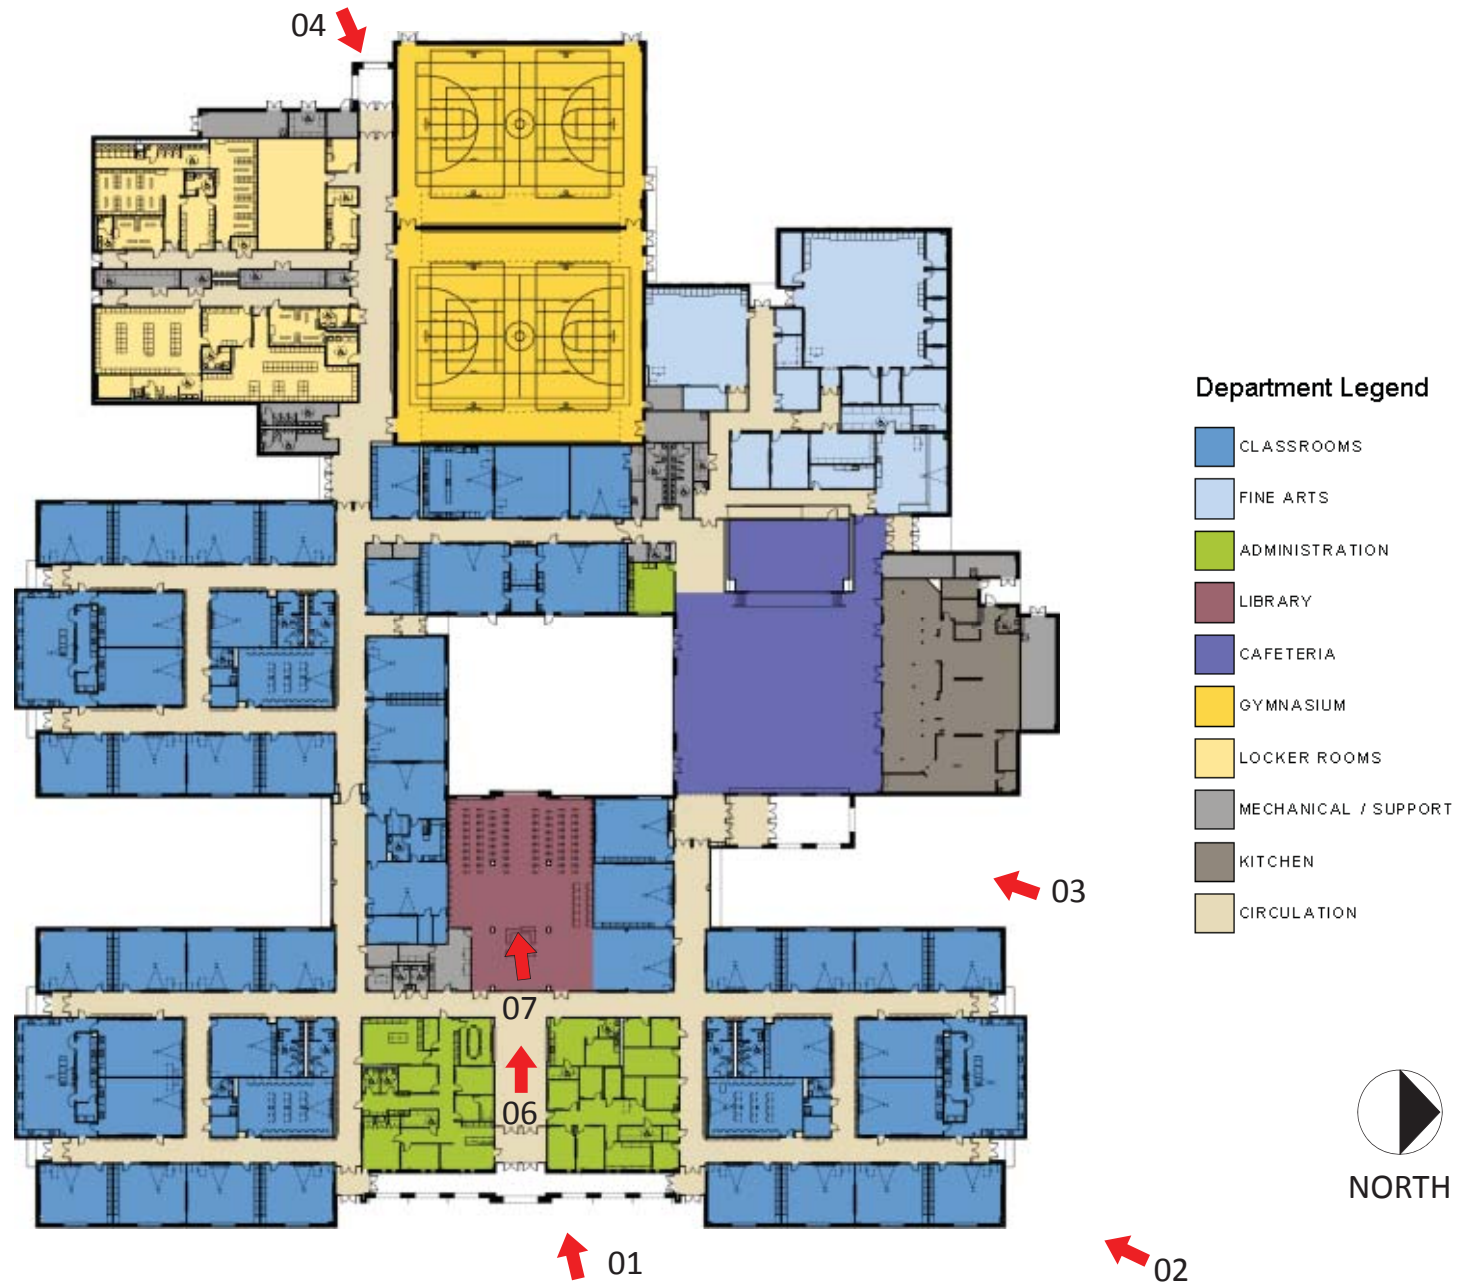 04
Department Legend
CLASSROOMS
FINE ARTS
ADMINISTRATION
LIBRARY
CAFETERIA
GYMNASIUM
LOCKER ROOMS
MECHANICAL / SUPPORT
KITCHEN
CIRCULATION
03
07
06
NORTH
01
02